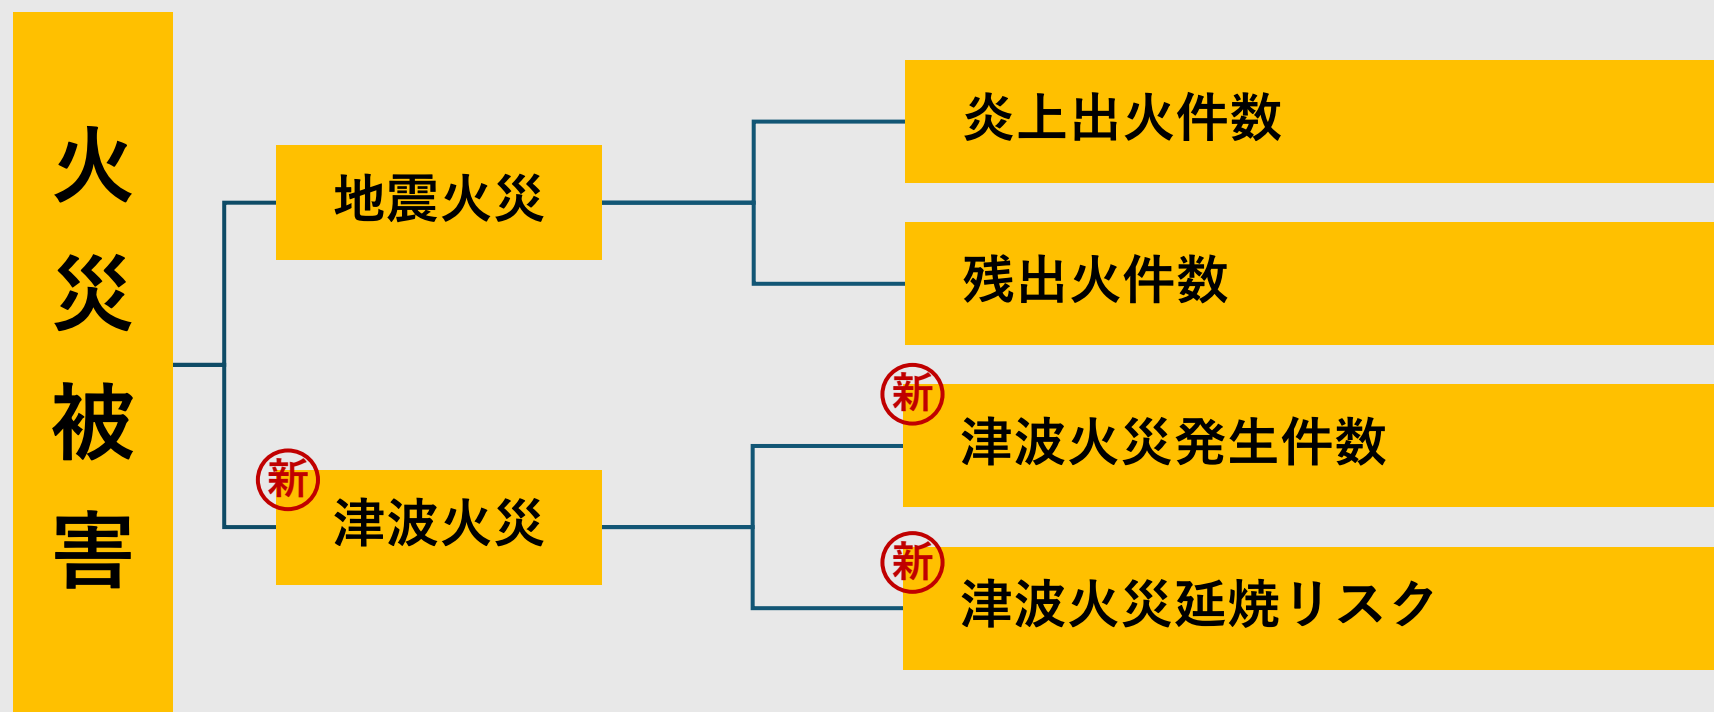 火災被害
地震火災
炎上出火件数
残出火件数
新
津波火災
新
津波火災発生件数
新
津波火災延焼リスク